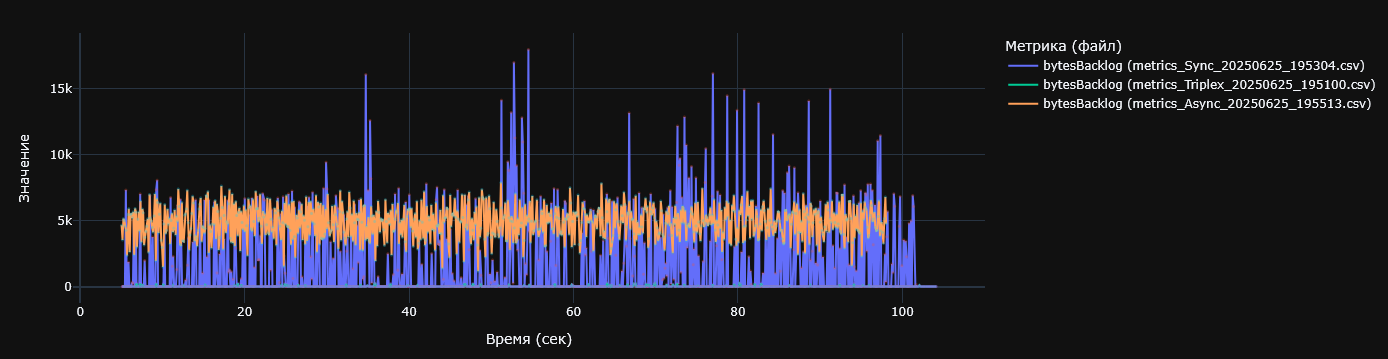 Метрика (файл)
bytesBacklog (metrics_Sync_20250625_195304.csv)
bytesBacklog (metrics_Triplex_20250625_195100.csv)
bytesBacklog (metrics_Async_20250625_195513.csv)
Значение
15k
10k
5k
0
0 20 40 60 80 100
Время (сек)